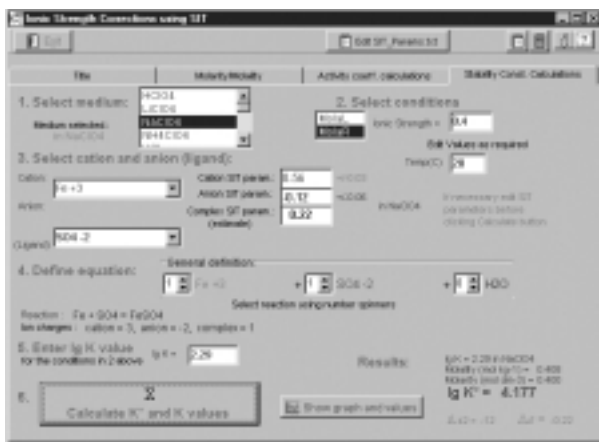 Ionic Strength Corrections using SIT
Exit
Edit SIT_Params.txt
Title
Molarity/Molality
Activity coeff. calculations
Stability Const. Calculations
1. Select medium:
HClO4
LiClO4
NaClO4
NH4ClO4
Medium selected:
in NaClO4
2. Select conditions
Ionic Strength =
0.4
Edit Values as required
Temp(C)
20
3. Select cation and anion (ligand):
Cation:
Fe +3
Anion:
(Ligand)
SO4 -2
Cation SIT param.:
0.56
Anion SIT param.:
-0.12
Complex SIT param.:
(estimate)
0.22
in NaClO4
If necessary edit SIT
parameters before
clicking Calculate button
4. Define equation:
General definition:
1 Fe +3
+ 1 SO4 -2
+ 0 H2O
Select reaction using number spinners
Reaction : Fe + SO4 = FeSO4
Ion charges : cation = 3, anion = -2, complex = 1
5. Enter lg K value
for the conditions in 2 above
lg K =
2.29
6.
Σ
Calculate K° and K values
Show graph and values
Results:
lg K = 2.29 in NaClO4
Molality (mol kg-1) = 0.400
lg K° = 4.177